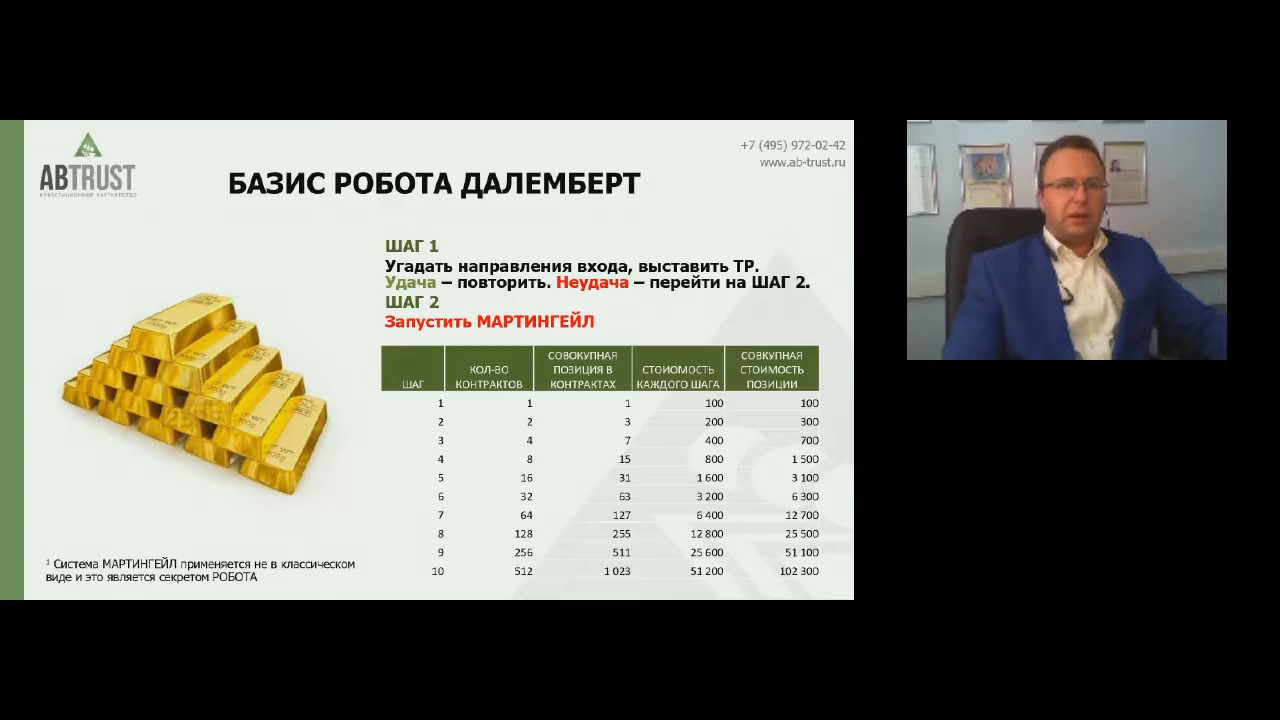 ABTRUST
ИНВЕСТИЦИОННОЕ ПАРТНЕРСТВО
+7 (495) 972-02-42
www.ab-trust.ru
БАЗИС РОБОТА ДАЛЕМБЕРТ
ШАГ 1
Угадать направления входа, выставить TP.
Удача – повторить. Неудача – перейти на ШАГ 2.
ШАГ 2
Запустить МАРТИНГЕЙЛ
ШАГ КОЛ-ВО КОНТРАКТОВ СОВОКУПНАЯ ПОЗИЦИЯ В КОНТРАКТАХ СТОИОМОСТЬ КАЖДОГО ШАГА СОВКУПНАЯ СТОИМОСТЬ ПОЗИЦИИ
1 1 1 100 100
2 2 3 200 300
3 4 7 400 700
4 8 15 800 1 500
5 16 31 1 600 3 100
6 32 63 3 200 6 300
7 64 127 6 400 12 700
8 128 255 12 800 25 500
9 256 511 25 600 51 100
10 512 1 023 51 200 102 300
1 Система МАРТИНГЕЙЛ применяется не в классическом
виде и это является секретом РОБОТА